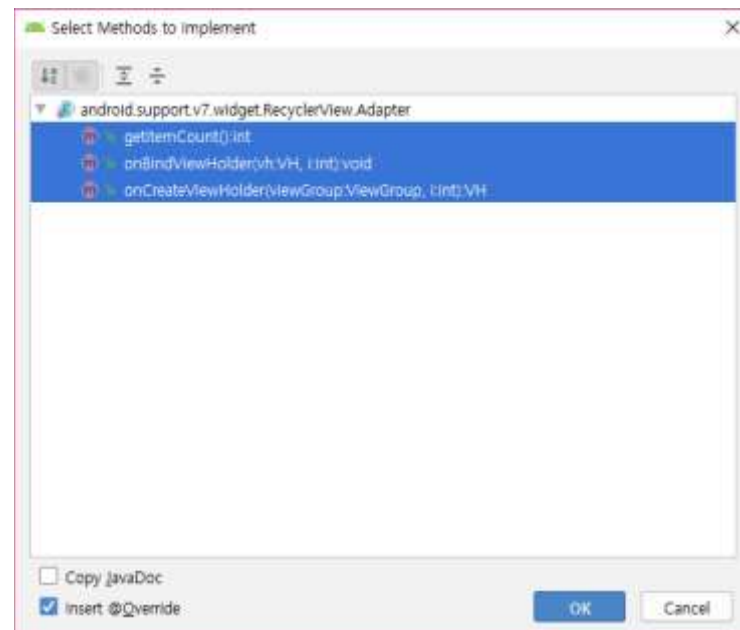 Select Methods to Implement
android.support.v7.widget.RecyclerView.Adapter
getItemCount():int
onBindViewHolder(vh:VH, i:int):void
onCreateViewHolder(viewGroup:ViewGroup, i:int):VH
Copy JavaDoc
Insert @Override
OK
Cancel